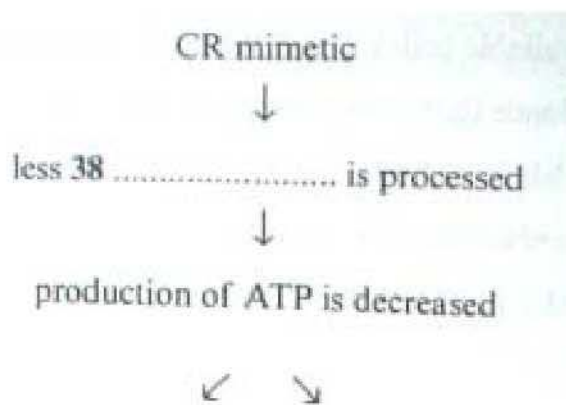 CR mimetic
↓
less 38 ........................ is processed
↓
production of ATP is decreased
↙ ↘